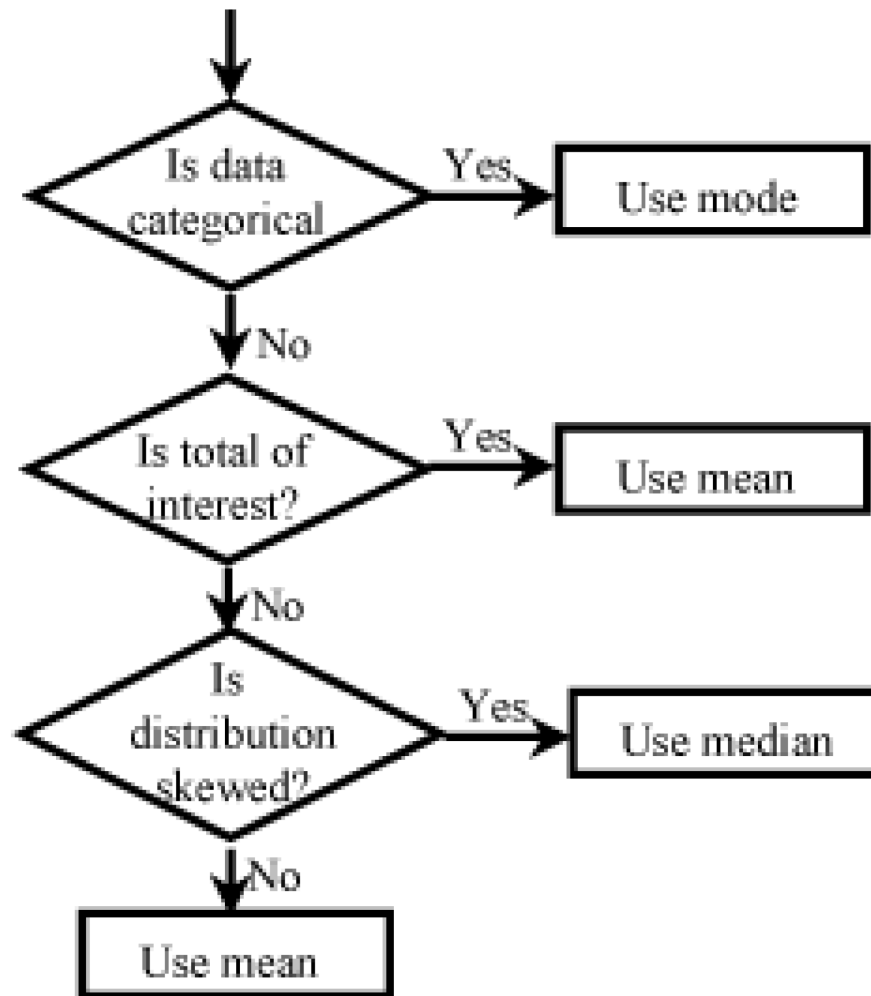 Is data
categorical
Yes
Use mode
No
Is total of
interest?
Yes
Use mean
No
Is
distribution
skewed?
Yes
Use median
No
Use mean